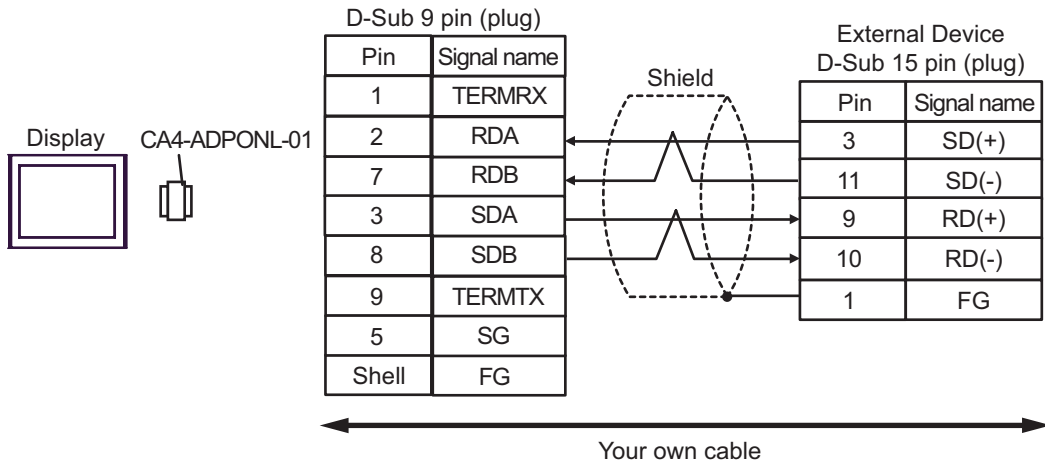 D-Sub 9 pin (plug)
Pin Signal name
1 TERMRX
2 RDA
7 RDB
3 SDA
8 SDB
9 TERMTX
5 SG
Shell FG
Display
CA4-ADPONL-01
Shield
External Device
D-Sub 15 pin (plug)
Pin Signal name
3 SD(+)
11 SD(-)
9 RD(+)
10 RD(-)
1 FG
Your own cable